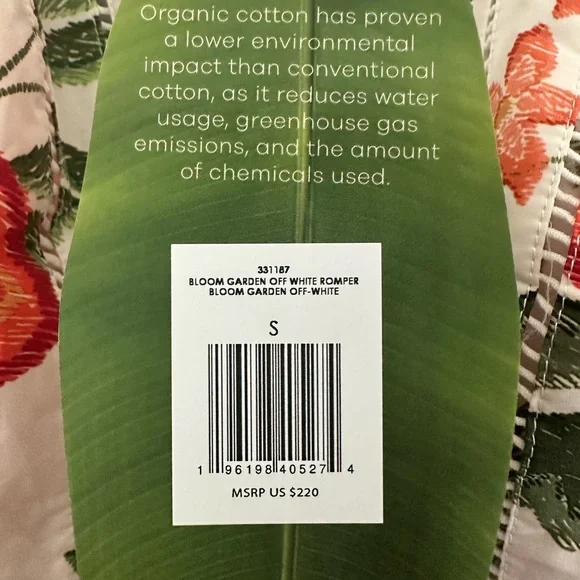 Organic cotton has proven
a lower environmental
impact than conventional
cotton, as it reduces water
usage, greenhouse gas
emissions, and the amount
of chemicals used.
331187
BLOOM GARDEN OFF WHITE ROMPER
BLOOM GARDEN OFF-WHITE
S
1 96198 40527 4
MSRP US $220